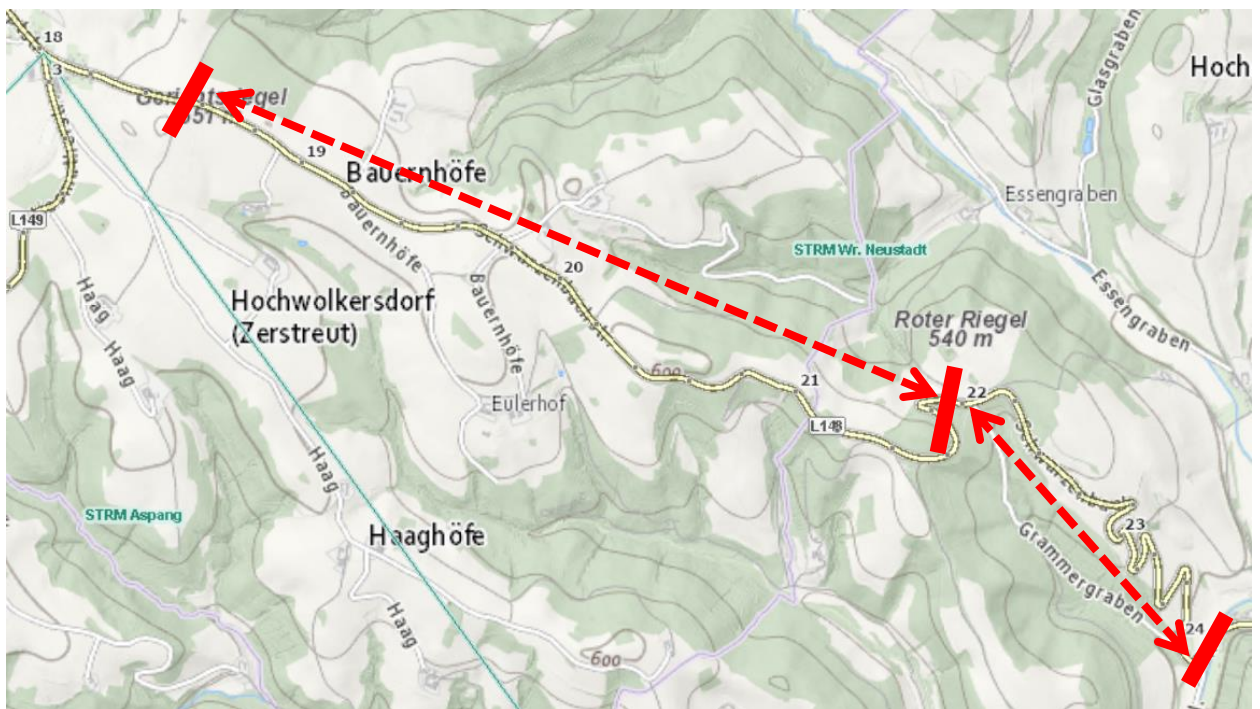 18
3
Hoch
Glasgraben
19
Bauernhöfe
Essengraben
L149
Bauernhöfe
STRM Wr. Neustadt
20
Haag
Hochwolkersdorf
(Zerstreut)
Bauernhöfe
Essengraben
Roter Riegel
540 m
Haag
600
21
22
Eulerhof
L148
Haag
STRM Aspang
23
Haaghöfe
Grammergraben
Haag
24
600